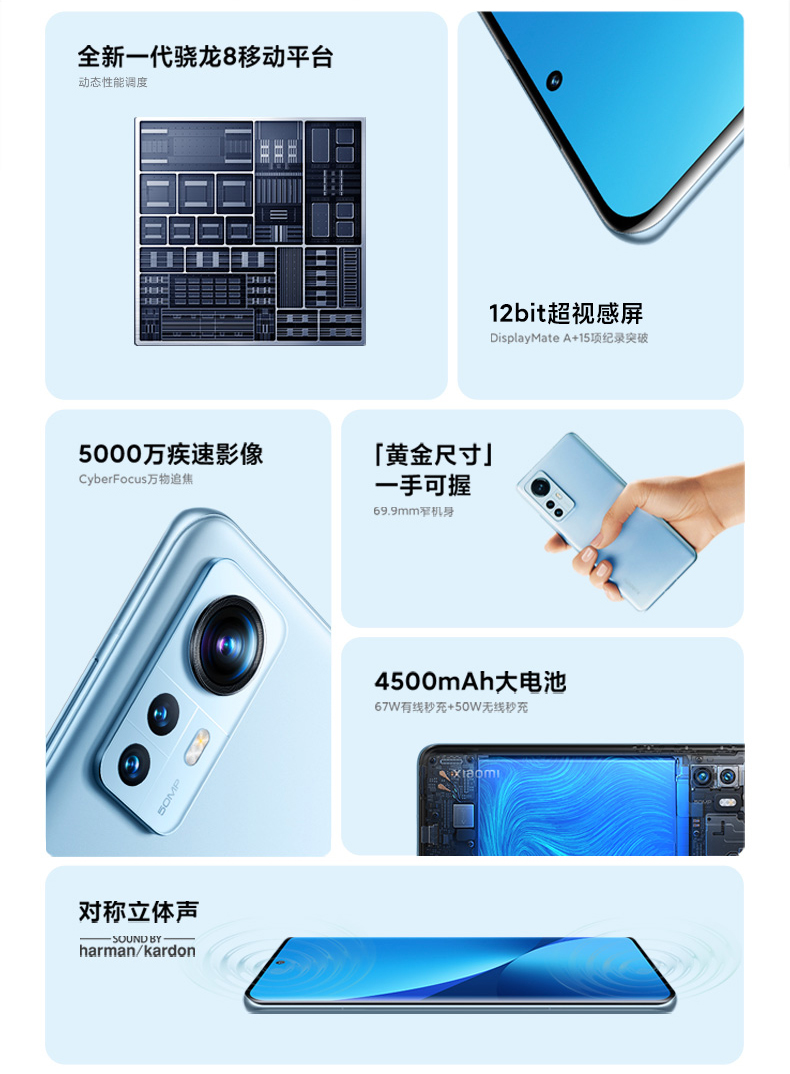 全新一代骁龙8移动平台
动态性能调度
12bit超视感屏
DisplayMate A+15项纪录突破
5000万疾速影像
CyberFocus万物追焦
50MP
「黄金尺寸」
一手可握
69.9mm窄机身
4500mAh大电池
67W有线秒充+50W无线秒充
xiaomi
50MP
对称立体声
SOUND BY
harman/kardon